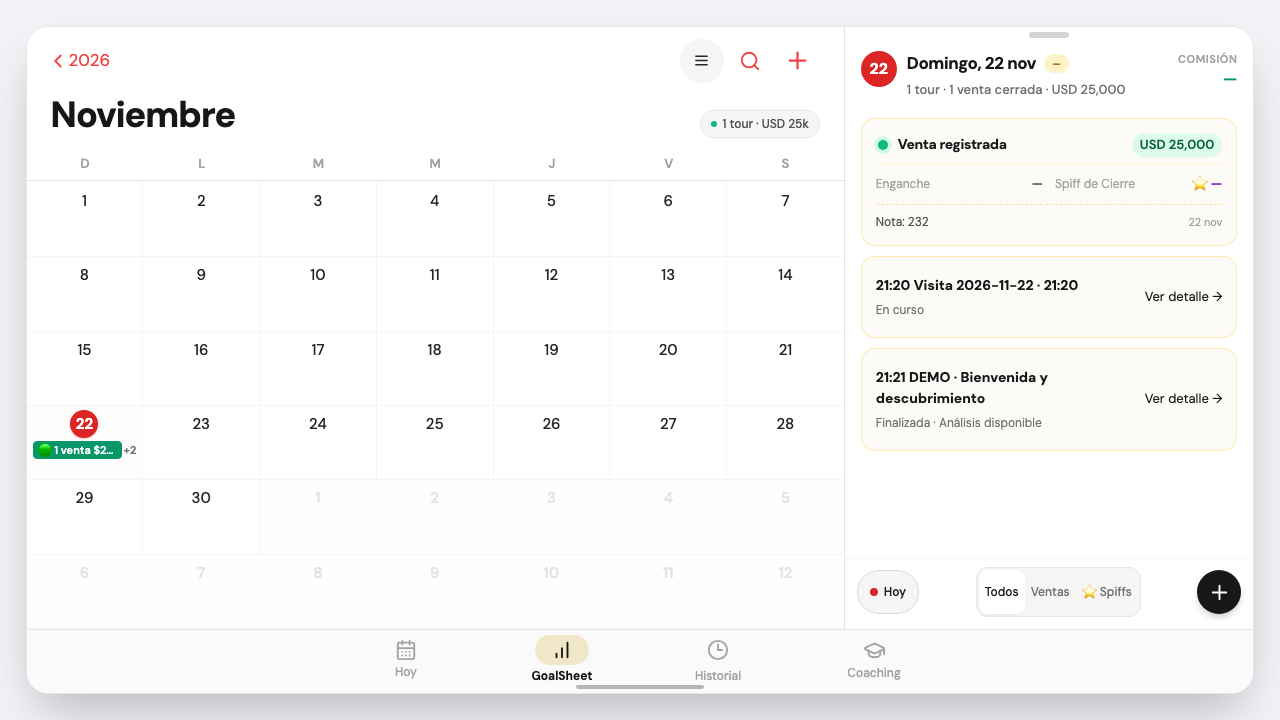 2026
Noviembre
1 tour · USD 25k
D L M M J V S
1 2 3 4 5 6 7
8 9 10 11 12 13 14
15 16 17 18 19 20 21
22 23 24 25 26 27 28
1 venta $2... +2
29 30 1 2 3 4 5
6 7 8 9 10 11 12
22
Domingo, 22 nov –
COMISIÓN
–
1 tour · 1 venta cerrada · USD 25,000
Venta registrada USD 25,000
Enganche – Spiff de Cierre ⭐ –
Nota: 232 22 nov
21:20 Visita 2026-11-22 · 21:20
En curso
Ver detalle →
21:21 DEMO · Bienvenida y
descubrimiento
Finalizada · Análisis disponible
Ver detalle →
Hoy Todos Ventas ⭐ Spiffs +
Hoy GoalSheet Historial Coaching